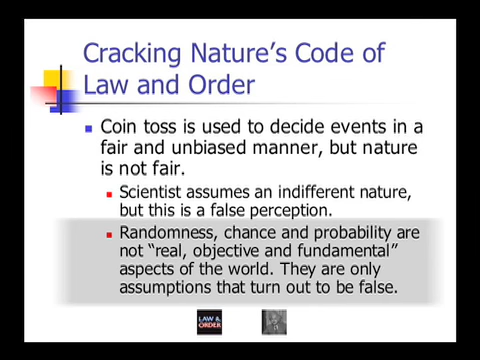 Cracking Nature's Code of
Law and Order
Coin toss is used to decide events in a
fair and unbiased manner, but nature
is not fair.
Scientist assumes an indifferent nature,
but this is a false perception.
Randomness, chance and probability are
not “real, objective and fundamental”
aspects of the world. They are only
assumptions that turn out to be false.
LAW &
ORDER